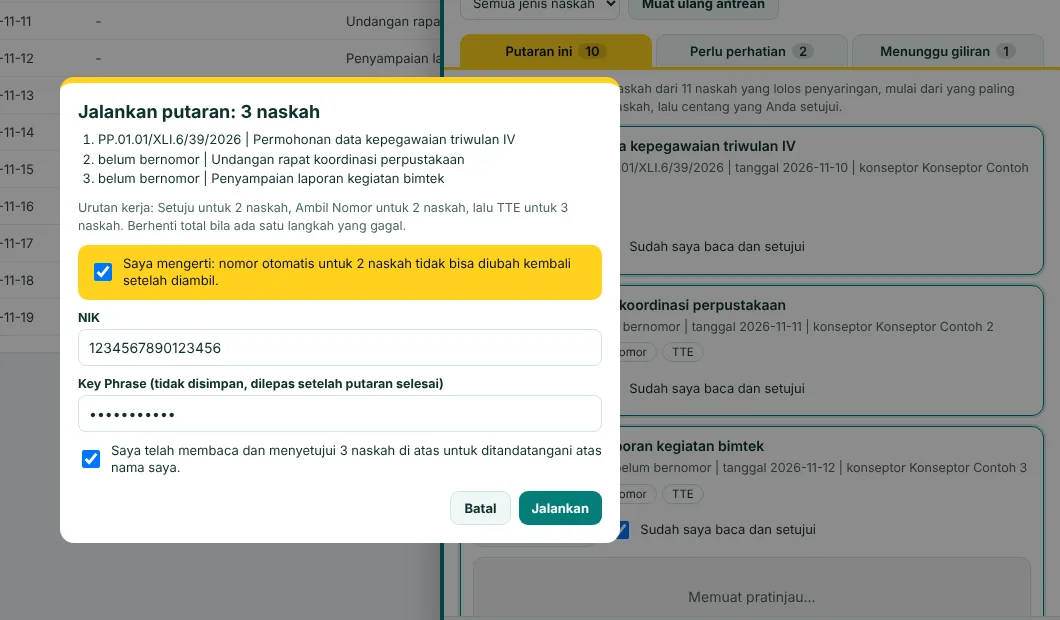 Semua jenis naskah
Muat ulang antrean
-11-11 - Undangan rapa
-11-12 - Penyampaian la
-11-13
-11-14
-11-15
-11-16
-11-17
-11-18
-11-19
Putaran ini 10
Perlu perhatian 2
Menunggu giliran 1
askah dari 11 naskah yang lolos penyaringan, mulai dari yang paling
askah, lalu centang yang Anda setujui.
Jalankan putaran: 3 naskah
1. PP.01.01/XLI.6/39/2026 | Permohonan data kepegawaian triwulan IV
2. belum bernomor | Undangan rapat koordinasi perpustakaan
3. belum bernomor | Penyampaian laporan kegiatan bimtek
Urutan kerja: Setuju untuk 2 naskah, Ambil Nomor untuk 2 naskah, lalu TTE untuk 3
naskah. Berhenti total bila ada satu langkah yang gagal.
Saya mengerti: nomor otomatis untuk 2 naskah tidak bisa diubah kembali
setelah diambil.
NIK
1234567890123456
Key Phrase (tidak disimpan, dilepas setelah putaran selesai)
•••••••••••
Saya telah membaca dan menyetujui 3 naskah di atas untuk ditandatangani atas
nama saya.
Batal
Jalankan
a kepegawaian triwulan IV
01/XLI.6/39/2026 | tanggal 2026-11-10 | konseptor Konseptor Contoh
Sudah saya baca dan setujui
koordinasi perpustakaan
bernomor | tanggal 2026-11-11 | konseptor Konseptor Contoh 2
omor
TTE
Sudah saya baca dan setujui
poran kegiatan bimtek
belum bernomor | tanggal 2026-11-12 | konseptor Konseptor Contoh 3
omor
TTE
Sudah saya baca dan setujui
Memuat pratinjau...